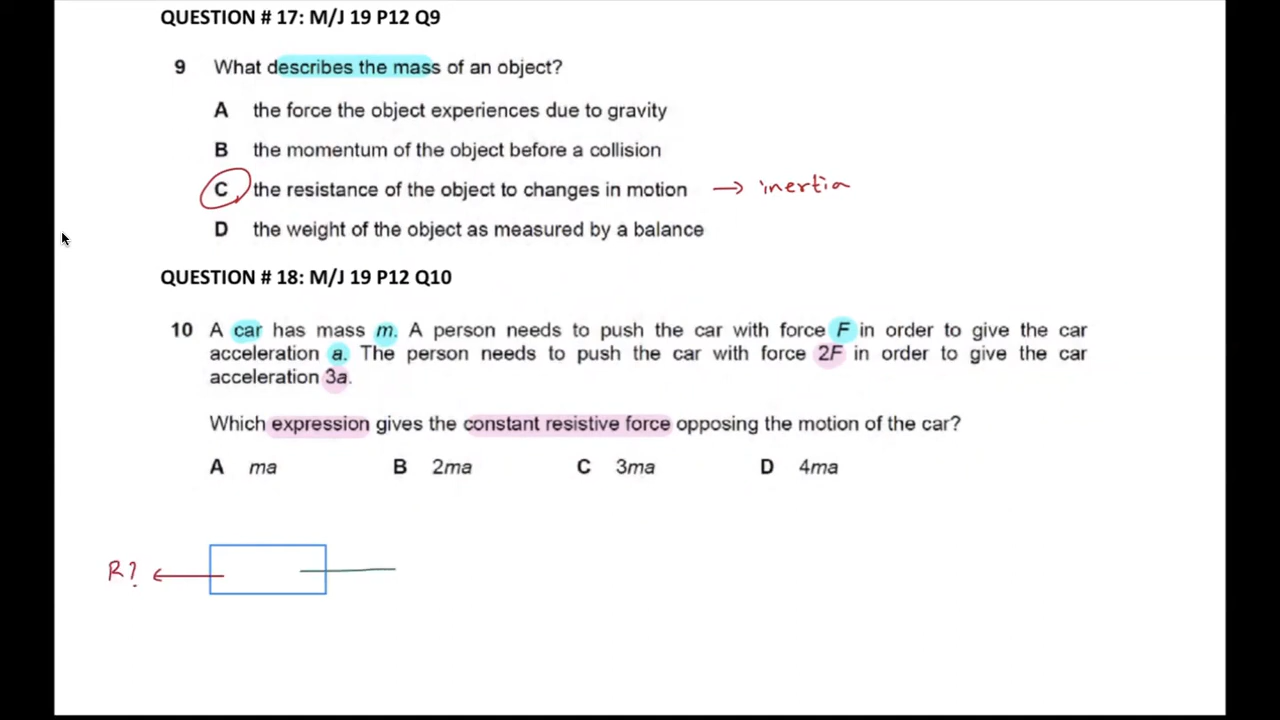 QUESTION # 17: M/J 19 P12 Q9
9 What describes the mass of an object?
A the force the object experiences due to gravity
B the momentum of the object before a collision
C the resistance of the object to changes in motion → inertia
D the weight of the object as measured by a balance
QUESTION # 18: M/J 19 P12 Q10
10 A car has mass m. A person needs to push the car with force F in order to give the car
acceleration a. The person needs to push the car with force 2F in order to give the car
acceleration 3a.
Which expression gives the constant resistive force opposing the motion of the car?
A ma B 2ma C 3ma D 4ma
R?